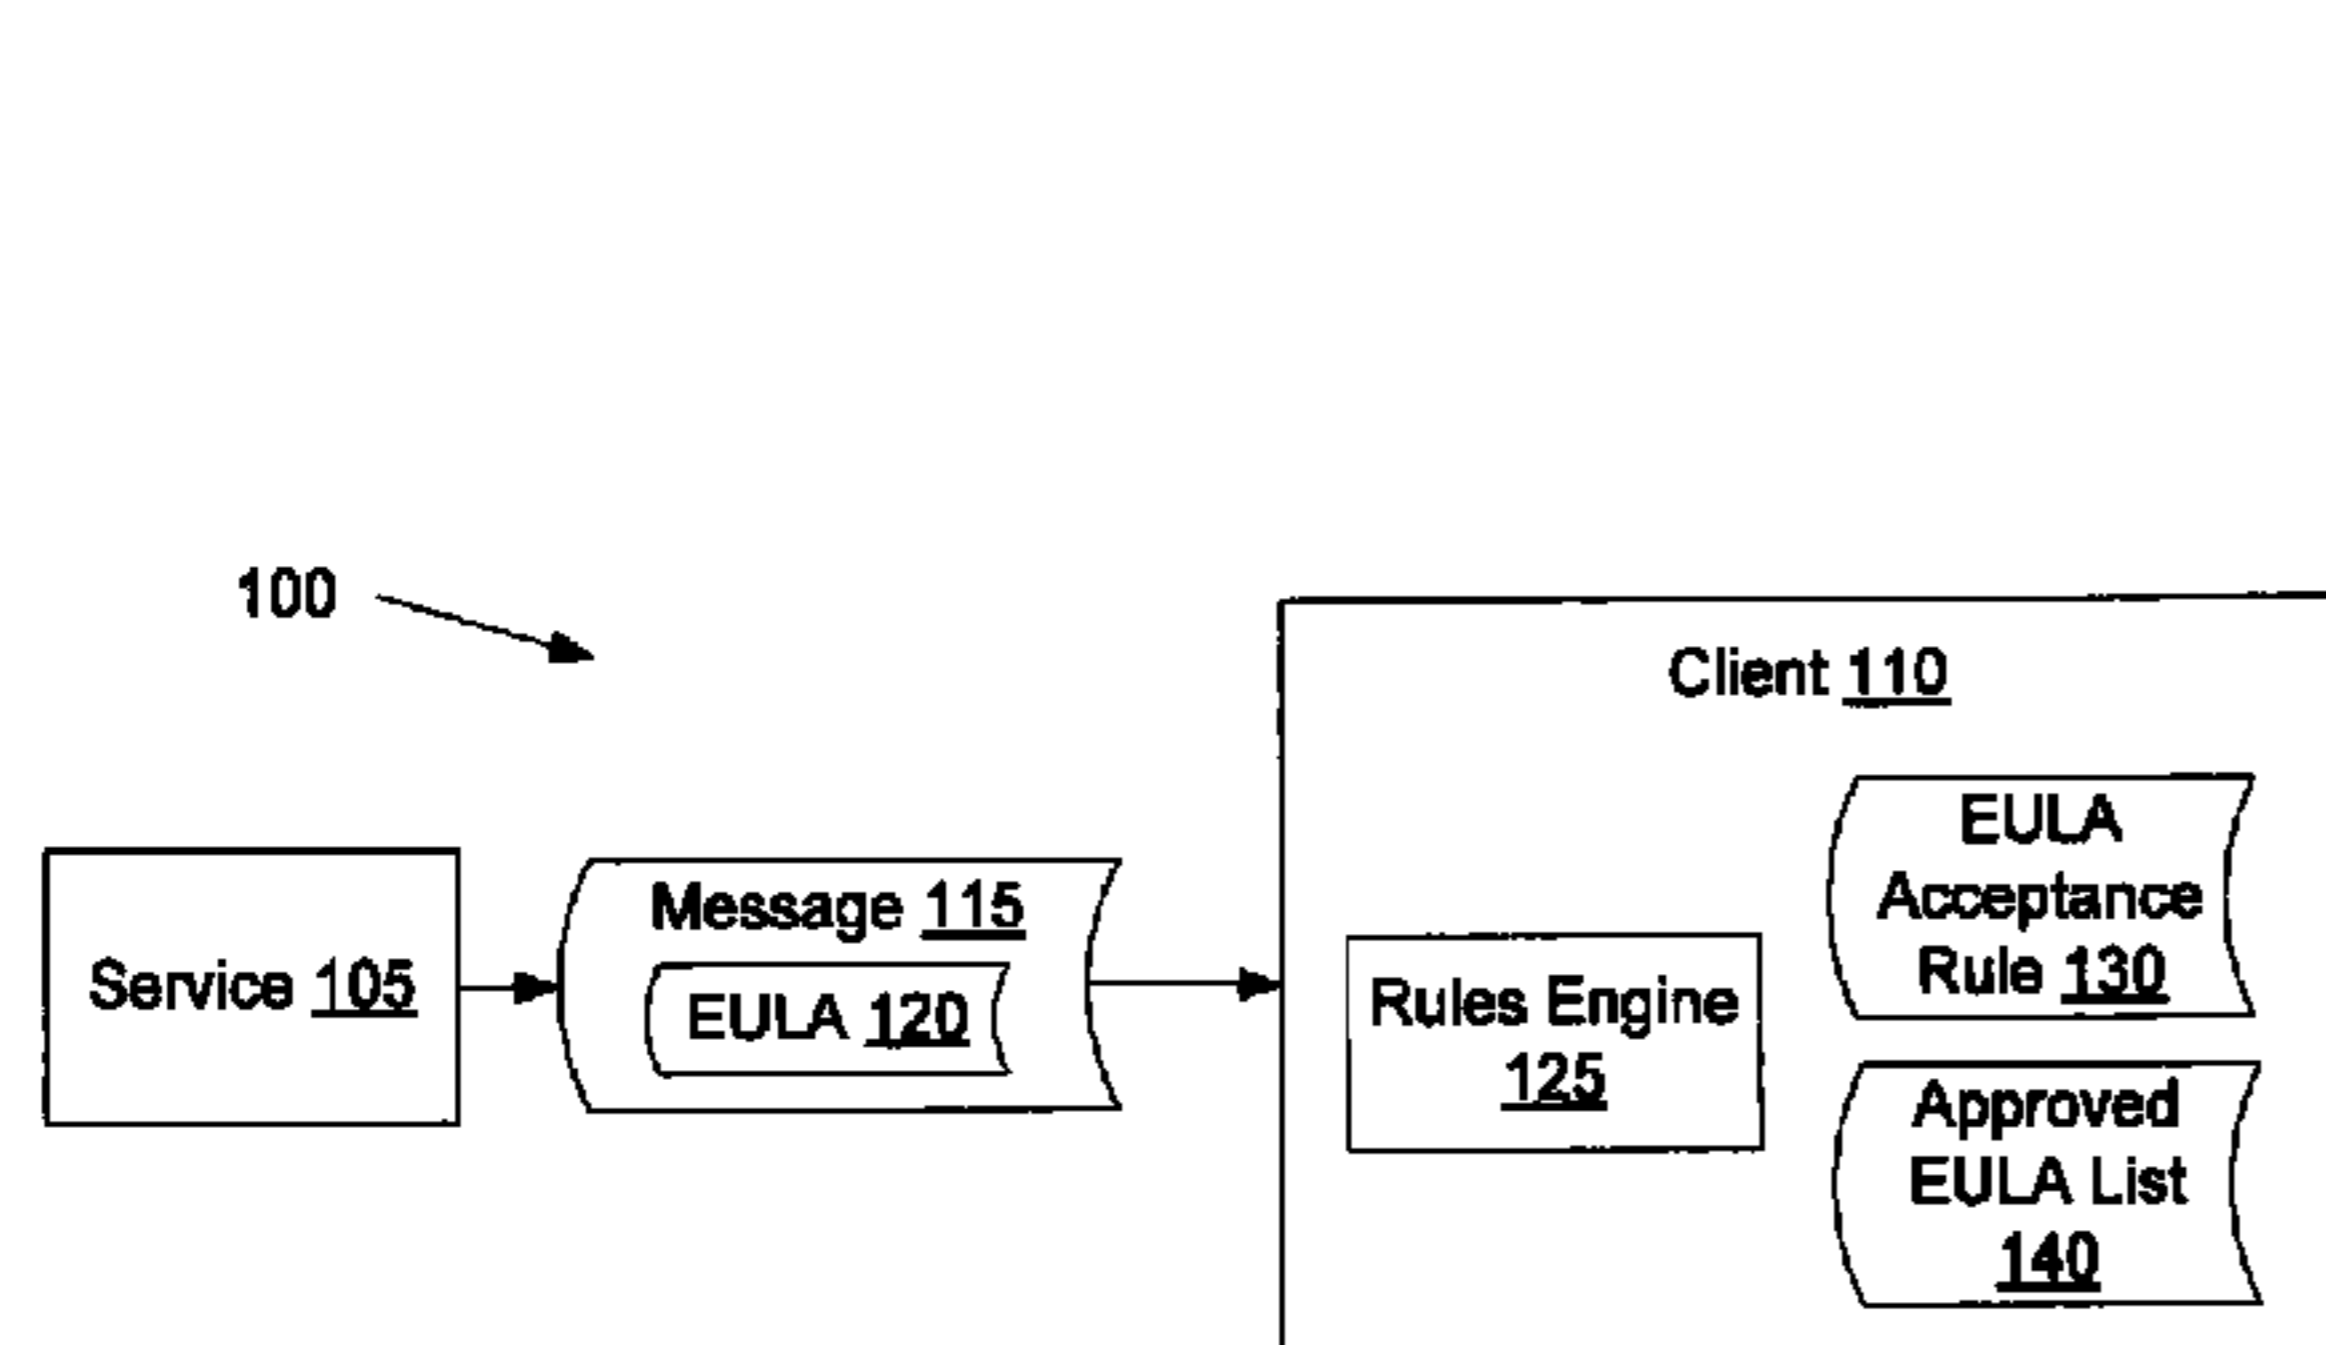 100
Client 110
EULA
Acceptance
Rule 130
Message 115
Service 105
EULA 120
Rules Engine
125
Approved
EULA List
140